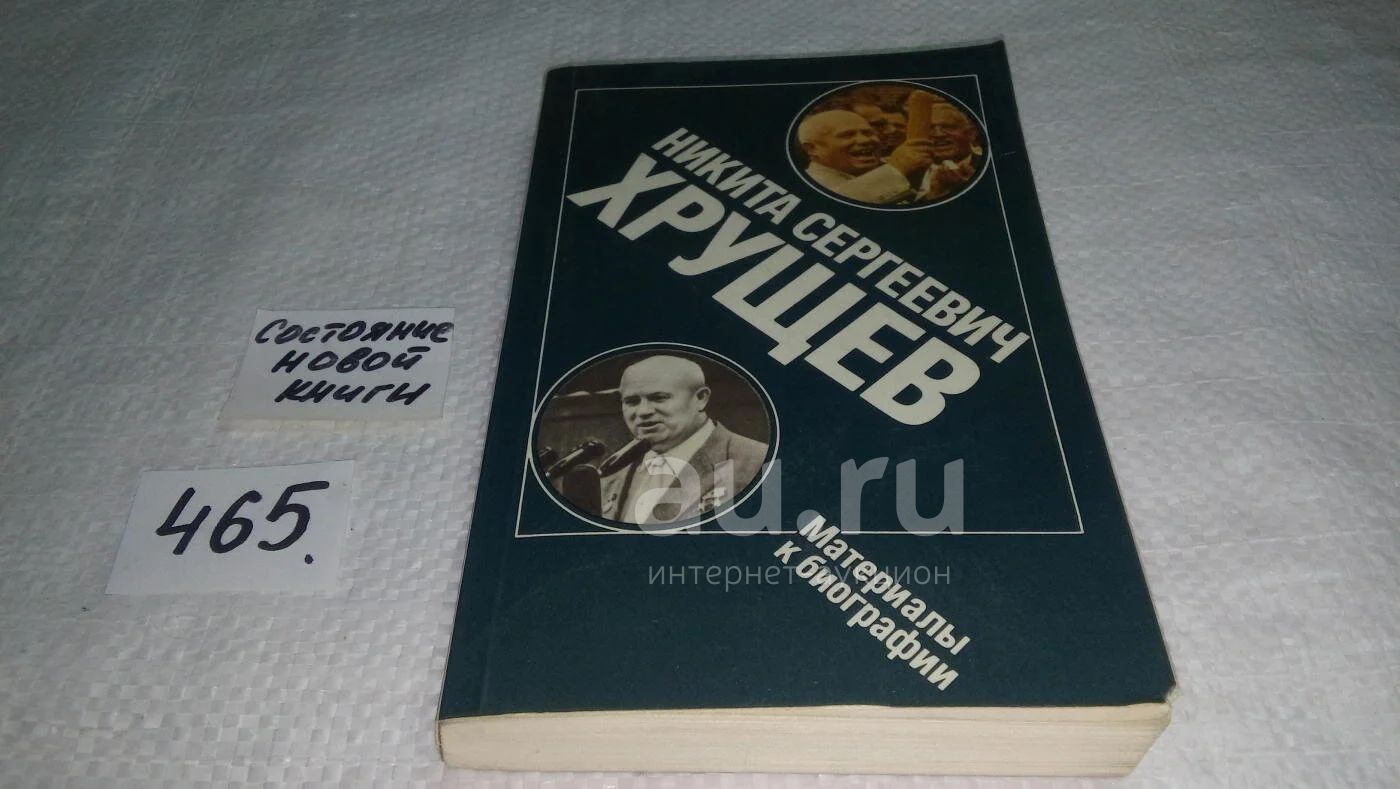 НИКИТА СЕРГЕЕВИЧ
ХРУЩЕВ
Состояние
новой
книги
465.
au.ru
интернет аукцион
Материалы
к биографии